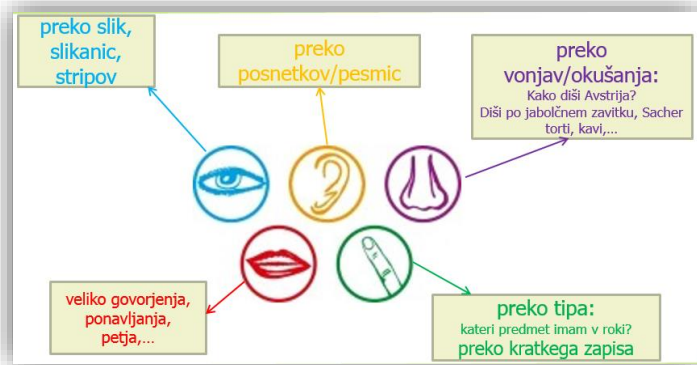 preko slik,
slikanic,
stripov
preko
posnetkov/pesmic
preko
vonjav/okušanja:
Kako diši Avstrija?
Diši po jabolčnem zavitku, Sacher
torti, kavi,...
veliko govorjenja,
ponavljanja,
petja,...
preko tipa:
kateri predmet imam v roki?
preko kratkega zapisa